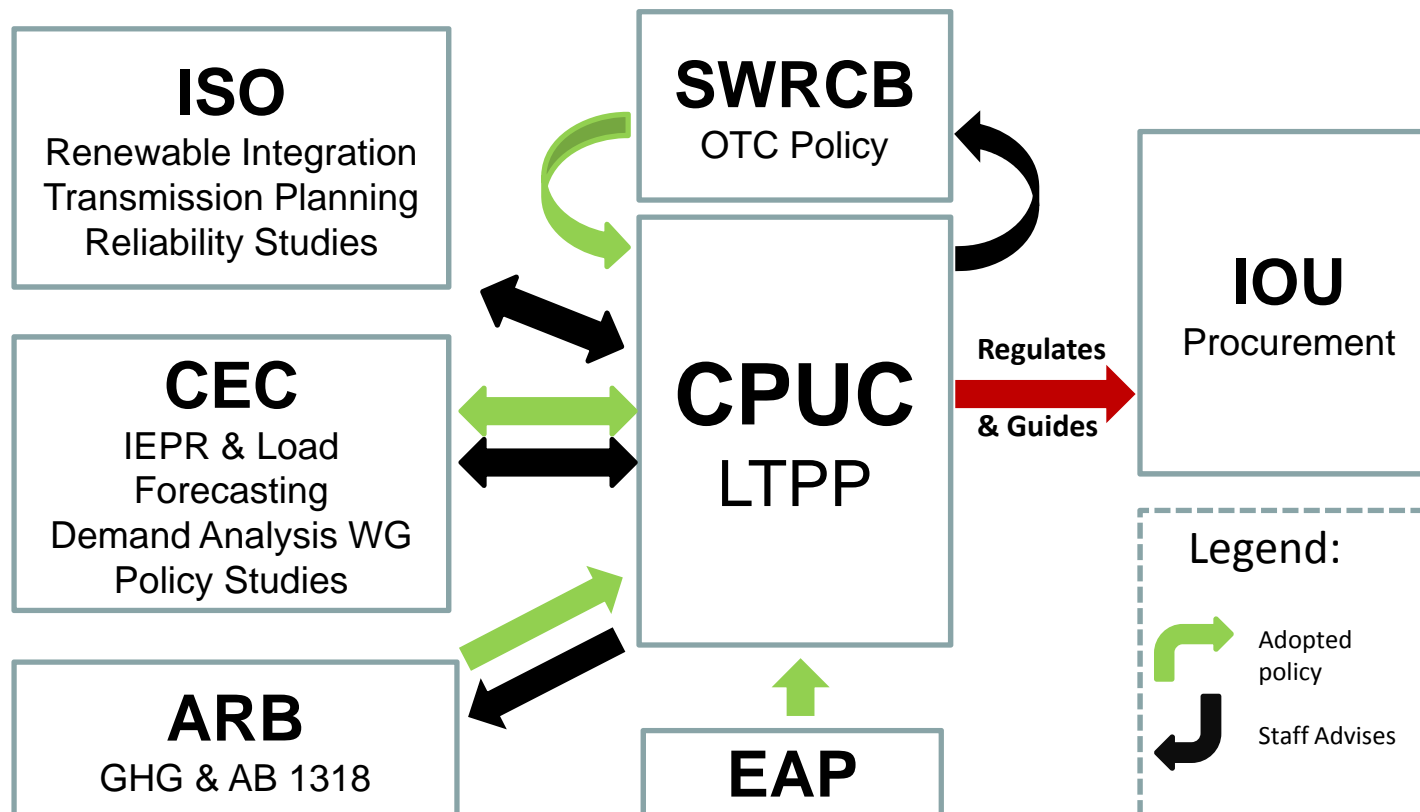 ISO
Renewable Integration
Transmission Planning
Reliability Studies
SWRCB
OTC Policy
CEC
IEPR & Load
Forecasting
Demand Analysis WG
Policy Studies
CPUC
LTPP
Regulates
& Guides
IOU
Procurement
ARB
GHG & AB 1318
EAP
Legend:
Adopted
policy
Staff Advises